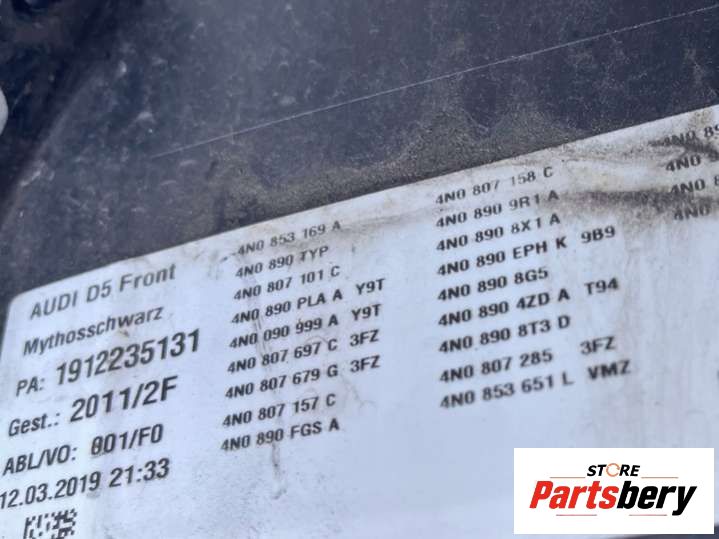 AUDI D5 Front
Mythosschwarz
PA: 1912235131
Gest.: 2011/2F
ABL/VO: 801/F0
12.03.2019 21:33
4N0 853 169 A
4N0 890 TYP
4N0 807 101 C
4N0 890 PLA A Y9T
4N0 090 999 A Y9T
4N0 807 697 C 3FZ
4N0 807 679 G 3FZ
4N0 807 157 C
4N0 890 FGS A
4N0 807 158 C
4N0 890 9R1 A
4N0 890 8X1 A
4N0 890 EPH K 9B9
4N0 890 8G5
4N0 890 4ZD A T94
4N0 890 8T3 D
4N0 807 285 3FZ
4N0 853 651 L VMZ
4N0
4N0
4N0
STORE
Partsbery